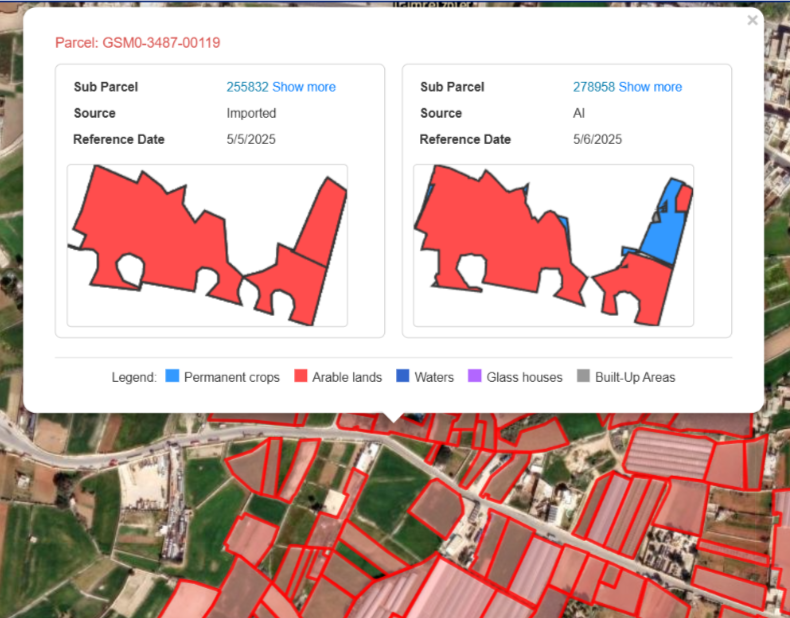 ×
Parcel: GSM0-3487-00119
Sub Parcel 255832 Show more
Source Imported
Reference Date 5/5/2025
Sub Parcel 278958 Show more
Source AI
Reference Date 5/6/2025
Legend: Permanent crops Arable lands Waters Glass houses Built-Up Areas